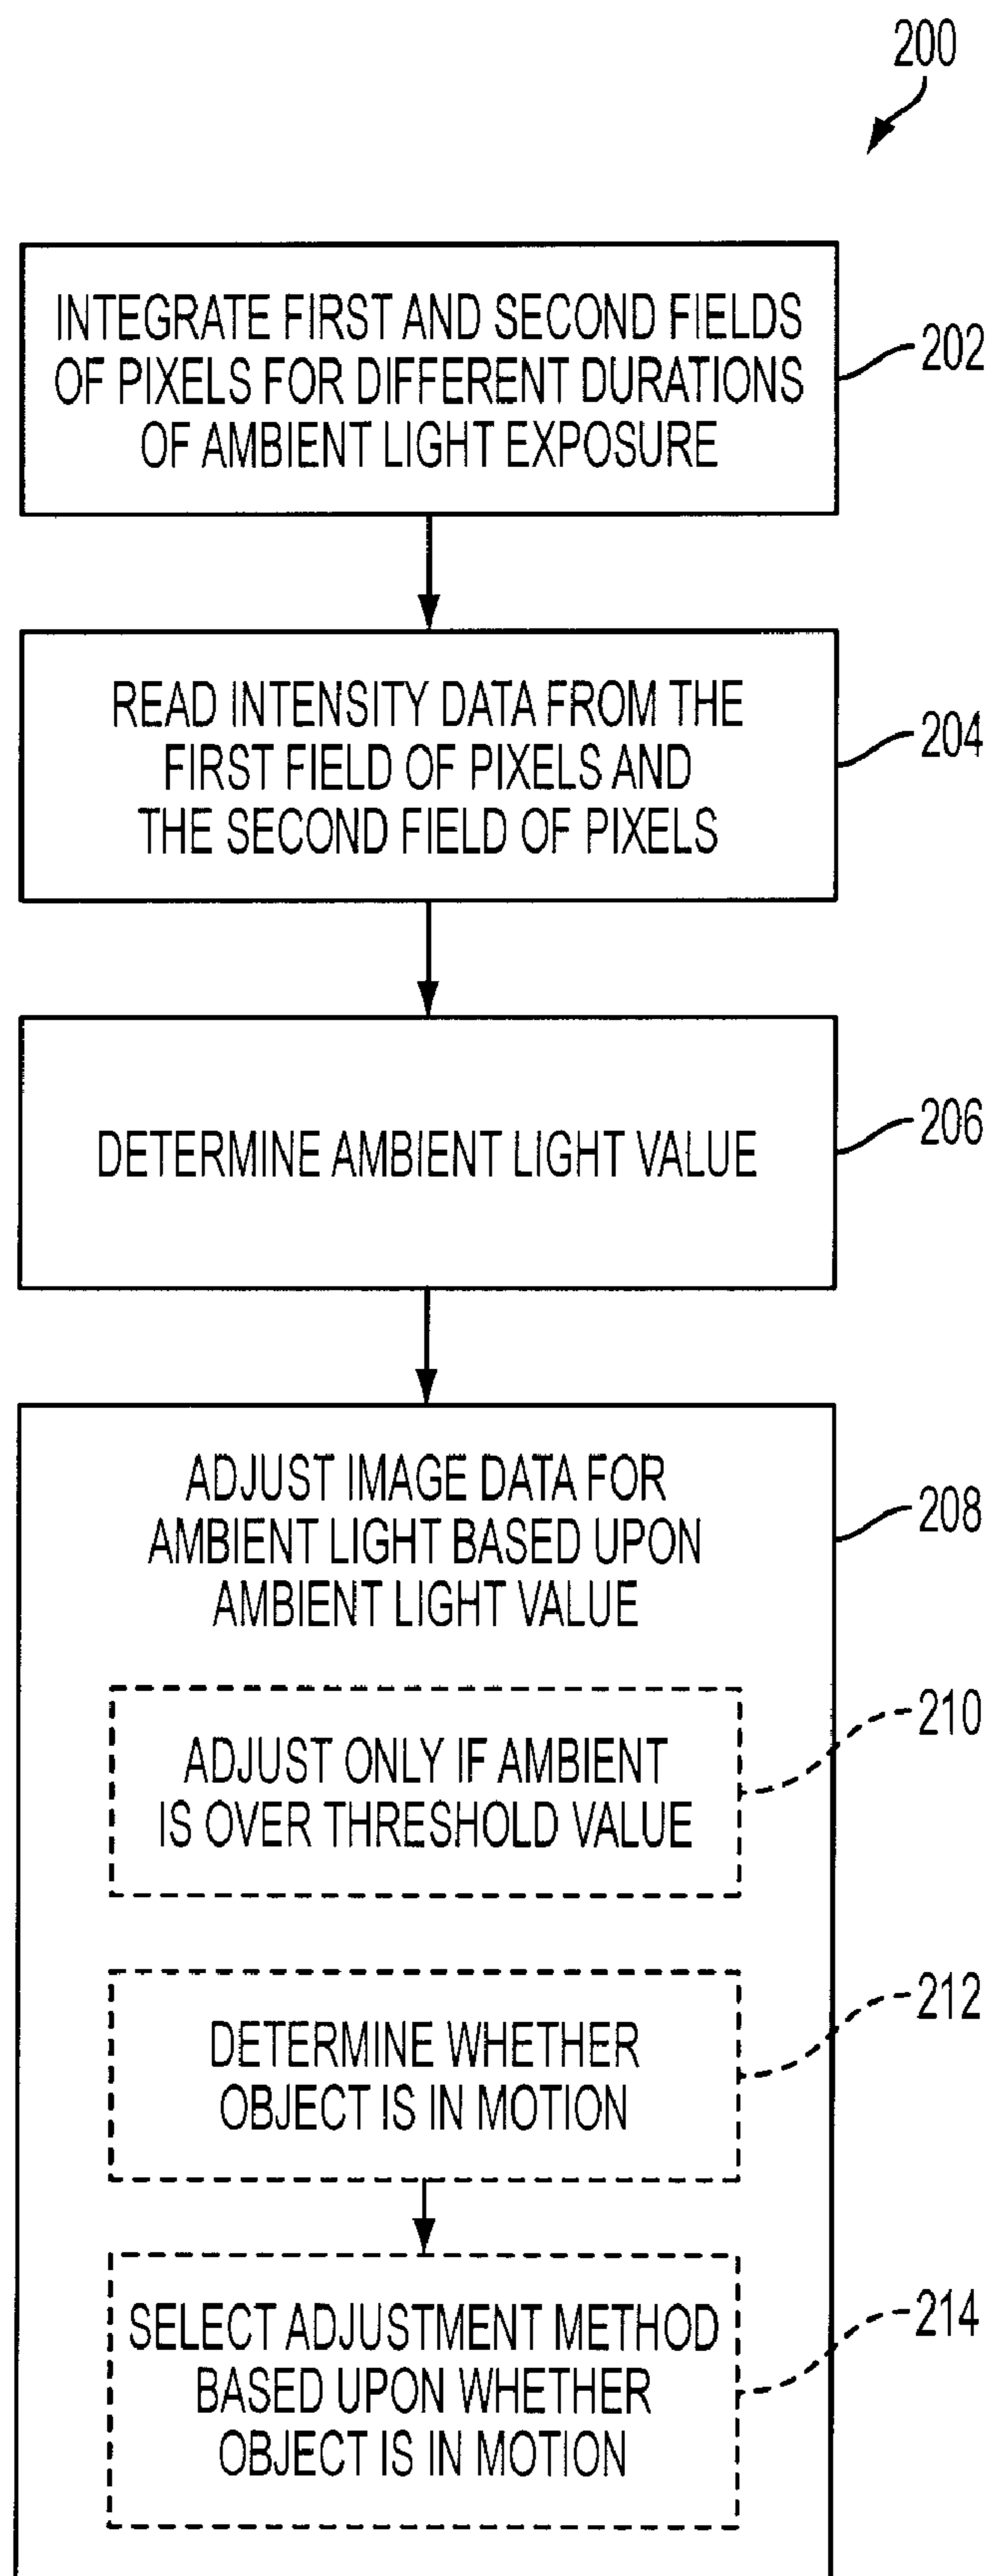 200
INTEGRATE FIRST AND SECOND FIELDS
OF PIXELS FOR DIFFERENT DURATIONS
OF AMBIENT LIGHT EXPOSURE
202
READ INTENSITY DATA FROM THE
FIRST FIELD OF PIXELS AND
THE SECOND FIELD OF PIXELS
204
DETERMINE AMBIENT LIGHT VALUE
206
ADJUST IMAGE DATA FOR
AMBIENT LIGHT BASED UPON
AMBIENT LIGHT VALUE
208
ADJUST ONLY IF AMBIENT
IS OVER THRESHOLD VALUE
210
DETERMINE WHETHER
OBJECT IS IN MOTION
212
SELECT ADJUSTMENT METHOD
BASED UPON WHETHER
OBJECT IS IN MOTION
214